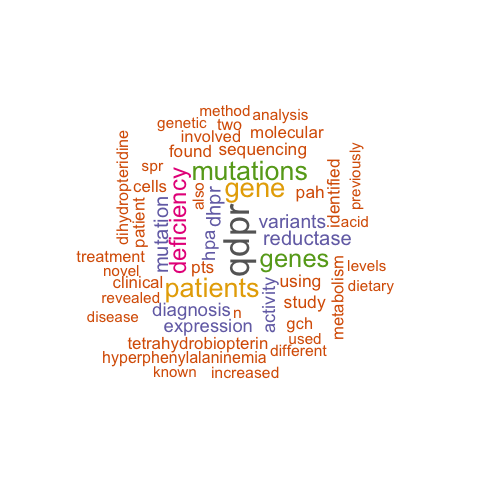 method
analysis
genetic
two
involved
molecular
found
sequencing
dihydropteridine
spr
mutations
pah
identified
previously
cells
also
gene
patient
mutation
deficiency
dhpr
qdpr
variants
acid
hpa
reductase
treatment
novel
pts
genes
levels
clinical
patients
using
metabolism
dietary
revealed
activity
study
disease
diagnosis
n
expression
gch
used
tetrahydrobiopterin
different
hyperphenylalaninemia
known
increased